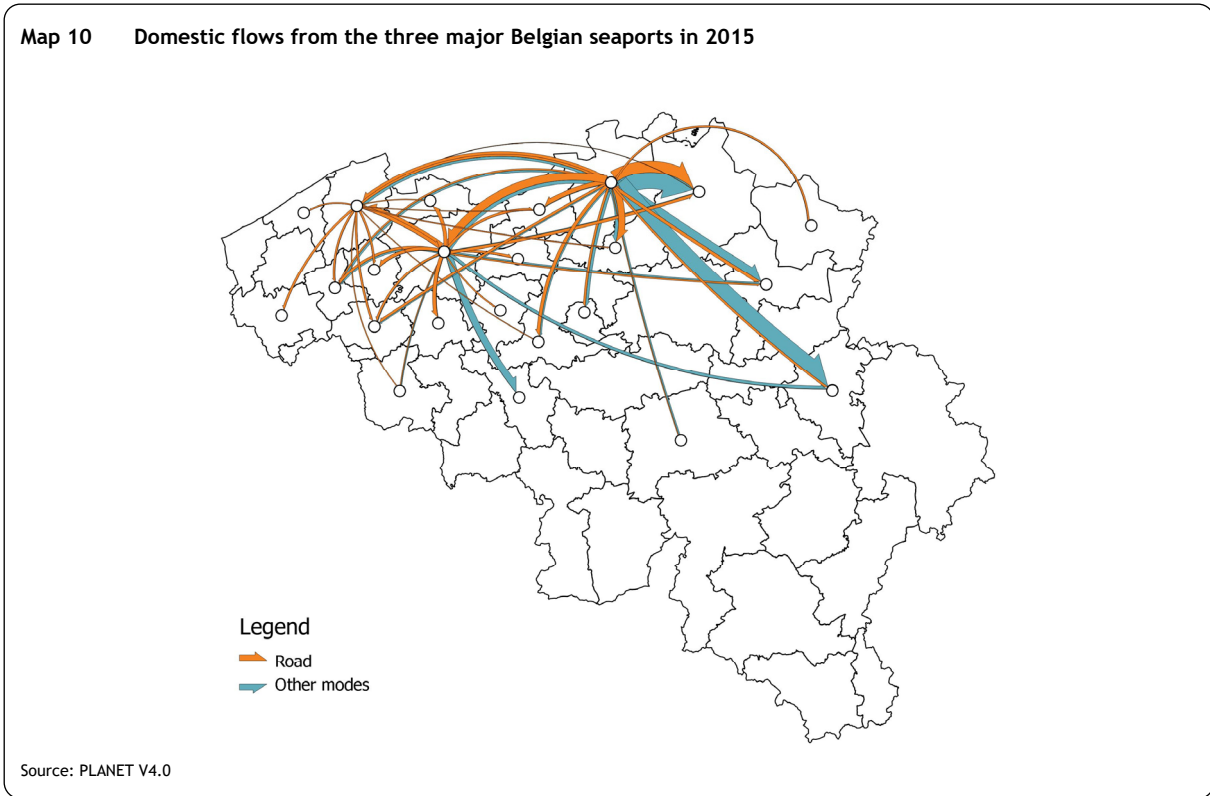 Map 10 Domestic flows from the three major Belgian seaports in 2015
Legend
Road
Other modes
Source: PLANET V4.0